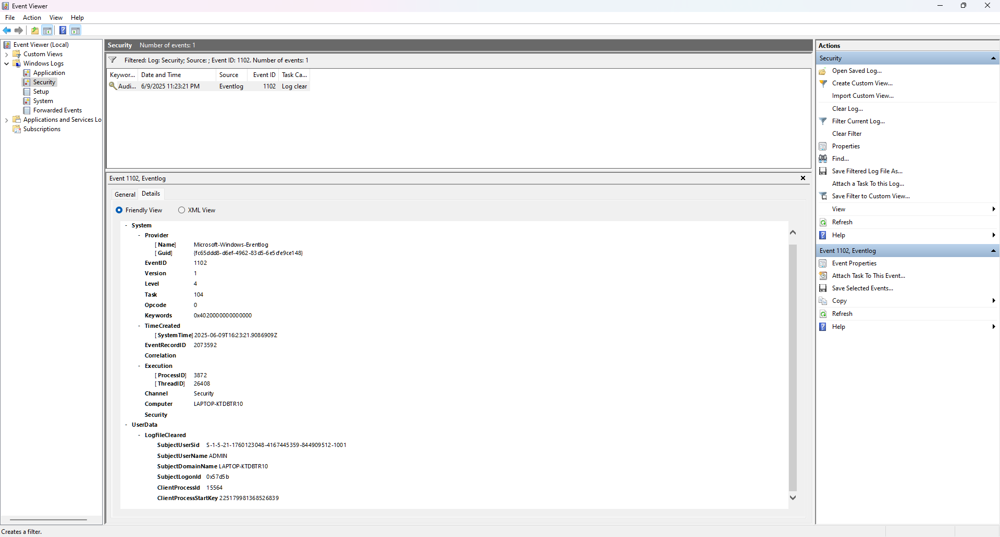 Event Viewer
File Action View Help
Event Viewer (Local)
Custom Views
Windows Logs
Application
Security
Setup
System
Forwarded Events
Applications and Services Lo
Subscriptions
Security Number of events: 1
Filtered: Log: Security; Source: ; Event ID: 1102. Number of events: 1
Keywor... Date and Time Source Event ID Task Ca...
Audi... 6/9/2025 11:23:21 PM Eventlog 1102 Log clear
Event 1102, Eventlog
General Details
Friendly View XML View
- System
- Provider
[ Name] Microsoft-Windows-Eventlog
[ Guid] {fc65ddd8-d6ef-4962-83d5-6e5cfe9ce148}
EventID 1102
Version 1
Level 4
Task 104
Opcode 0
Keywords 0x4020000000000000
- TimeCreated
[ SystemTime] 2025-06-09T16:23:21.9086909Z
EventRecordID 2073592
Correlation
- Execution
[ ProcessID] 3872
[ ThreadID] 26408
Channel Security
Computer LAPTOP-KTDBTR10
Security
- UserData
- LogFileCleared
SubjectUserSid S-1-5-21-1760123048-4167445359-844909512-1001
SubjectUserName ADMIN
SubjectDomainName LAPTOP-KTDBTR10
SubjectLogonId 0x57d5b
ClientProcessId 15564
ClientProcessStartKey 225179981368526839
Actions
Security
Open Saved Log...
Create Custom View...
Import Custom View...
Clear Log...
Filter Current Log...
Clear Filter
Properties
Find...
Save Filtered Log File As...
Attach a Task To this Log...
Save Filter to Custom View...
View
Refresh
Help
Event 1102, Eventlog
Event Properties
Attach Task To This Event...
Save Selected Events...
Copy
Refresh
Help
Creates a filter.